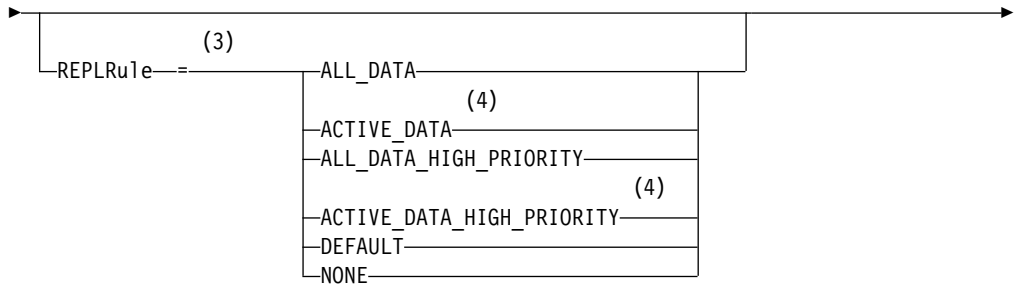 (3)
REPLRule = ALL_DATA
(4)
ACTIVE_DATA
ALL_DATA_HIGH_PRIORITY
(4)
ACTIVE_DATA_HIGH_PRIORITY
DEFAULT
NONE